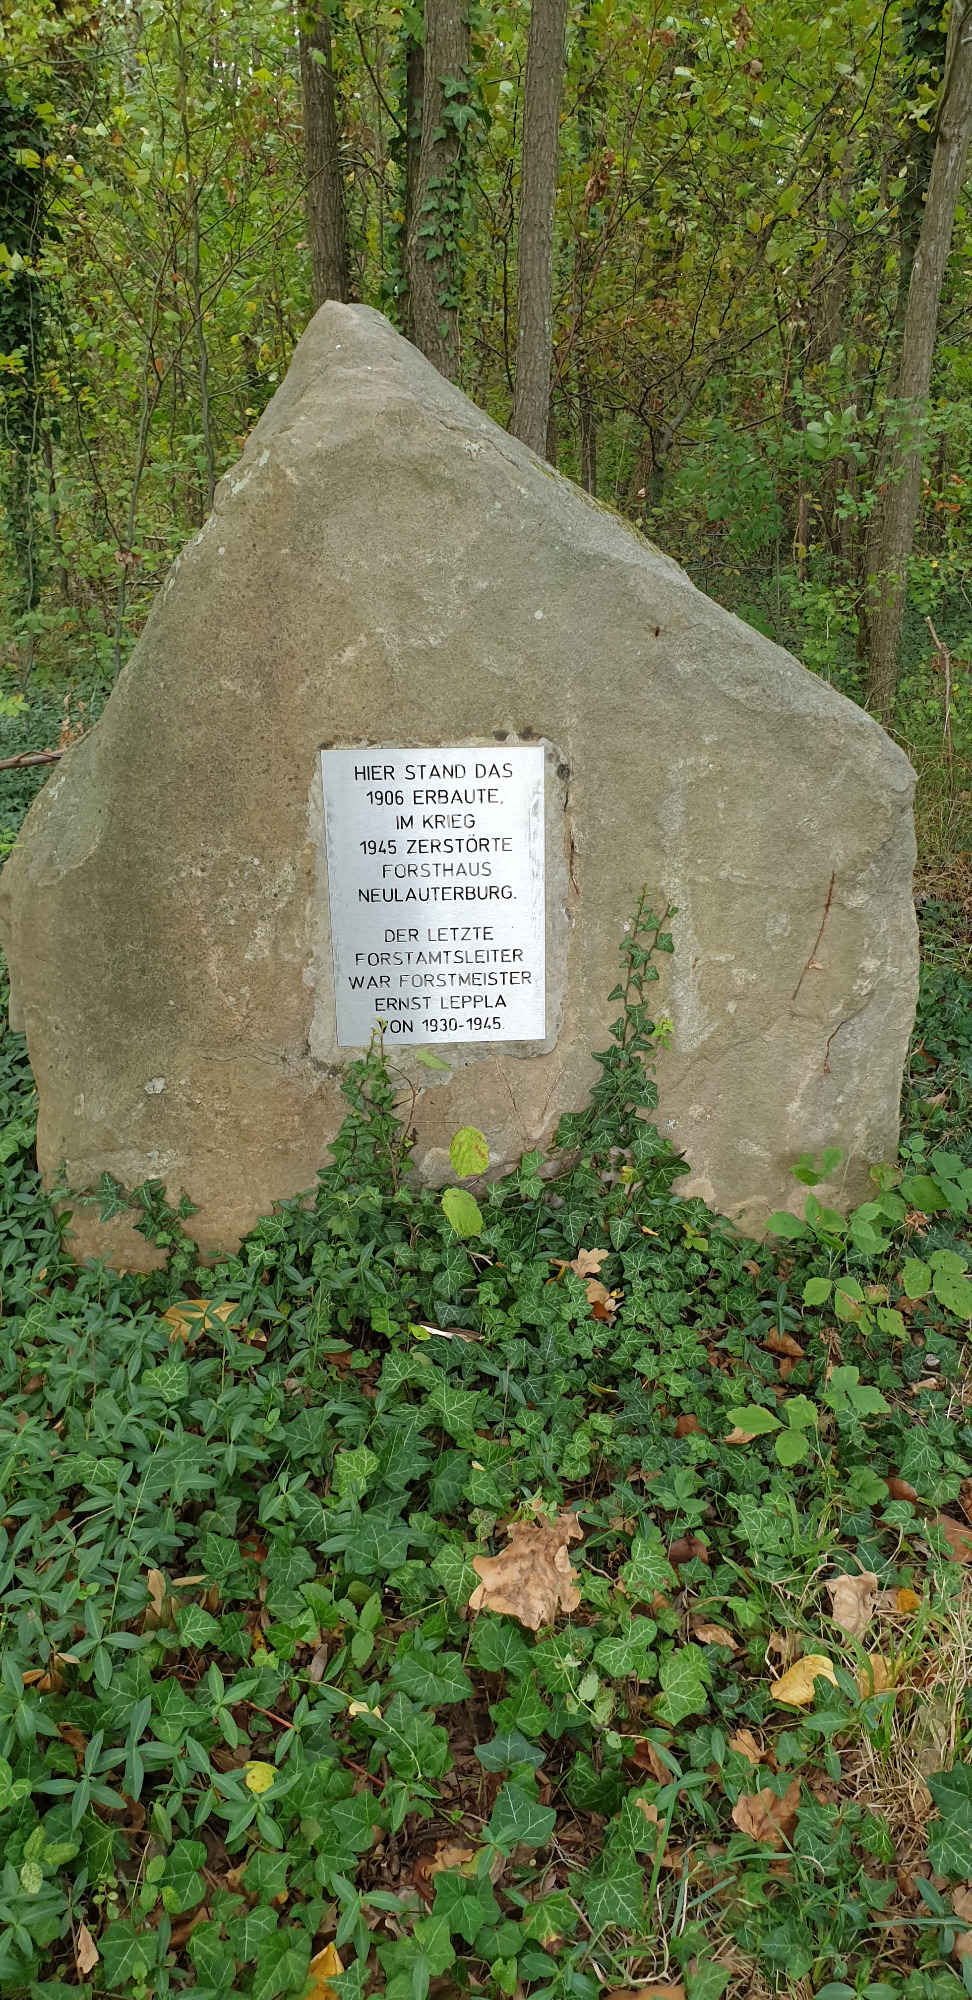 HIER STAND DAS
1906 ERBAUTE,
IM KRIEG
1945 ZERSTÖRTE
FORSTHAUS
NEULAUTERBURG.
DER LETZTE
FORSTAMTSLEITER
WAR FORSTMEISTER
ERNST LEPPLA
VON 1930-1945.